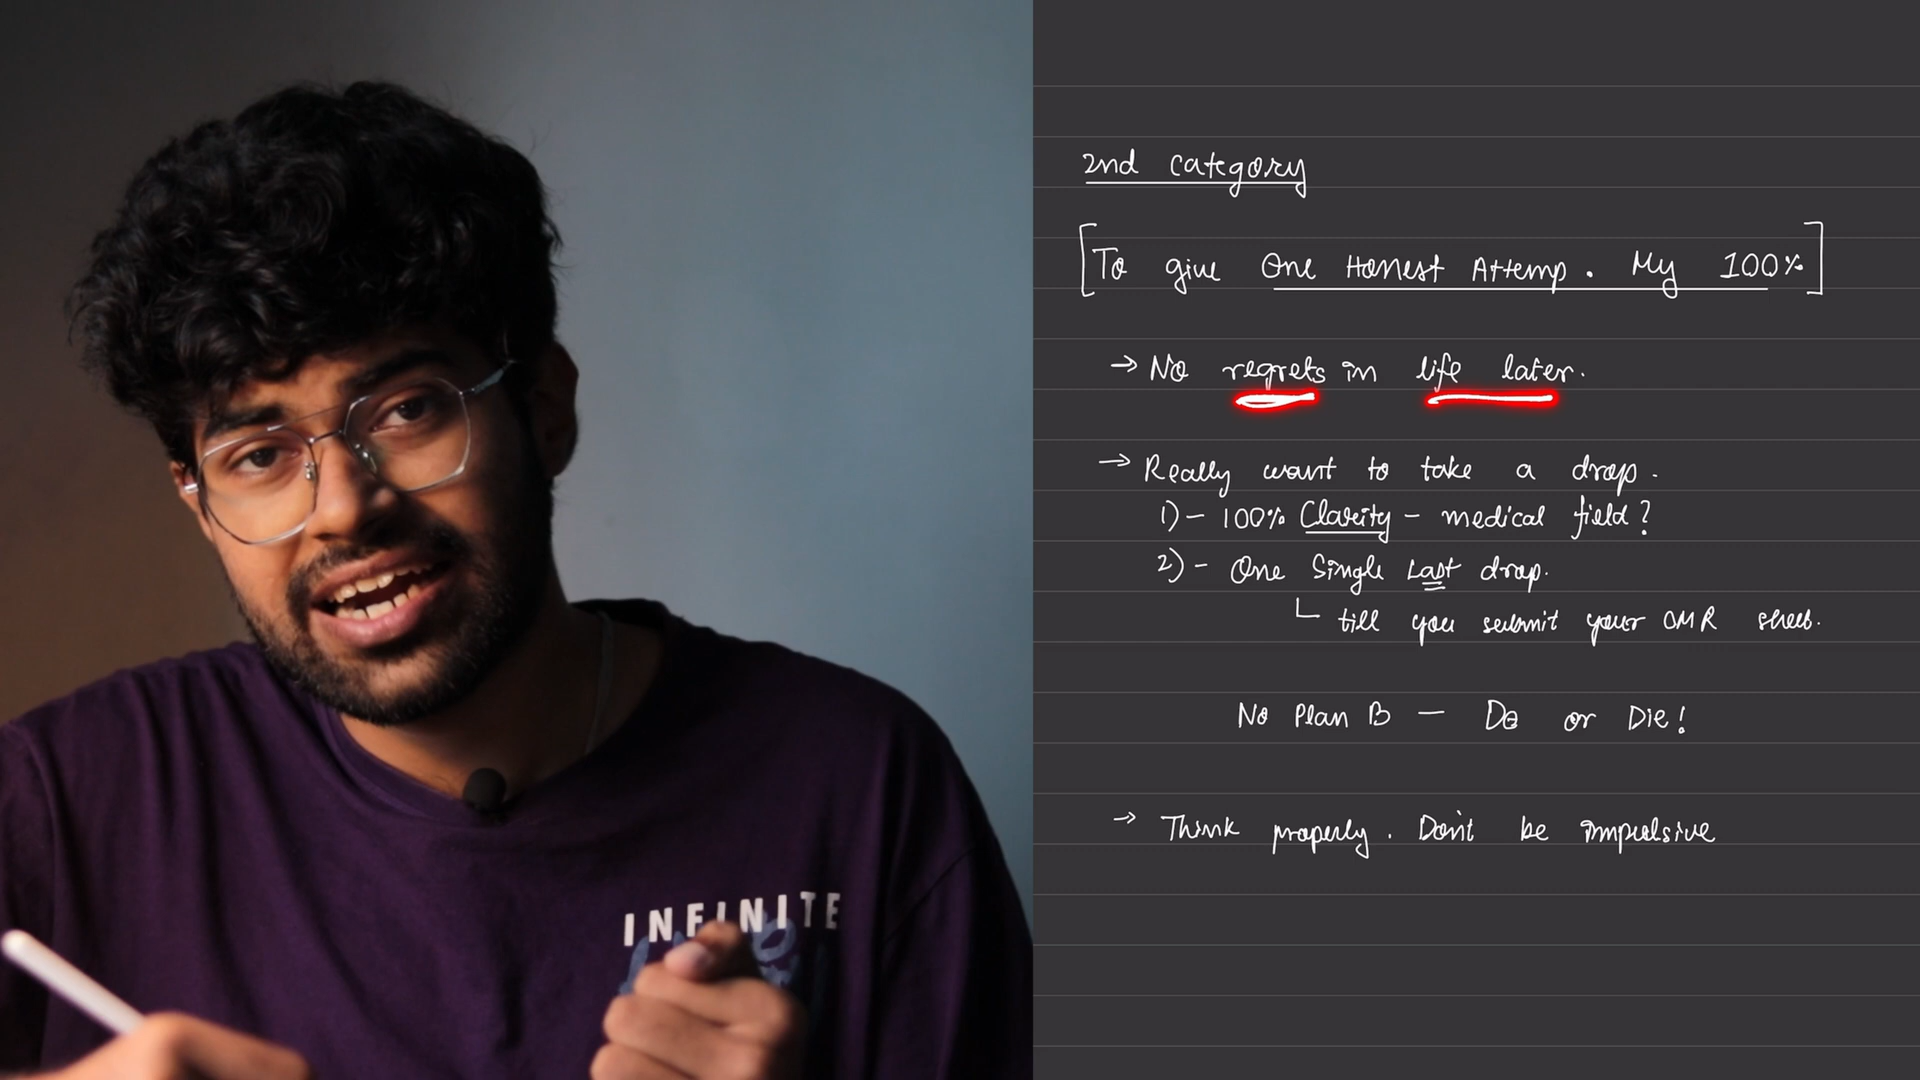 INFINITE
2nd Category
[To give One Honest Attemp. My 100%]
→ No regrets in life later.
→ Really want to take a drop.
1) - 100% Clarity - medical field?
2) - One Single Last drop.
till you submit your OMR sheet.
No Plan B — Do or Die!
→ Think properly. Don't be impulsive